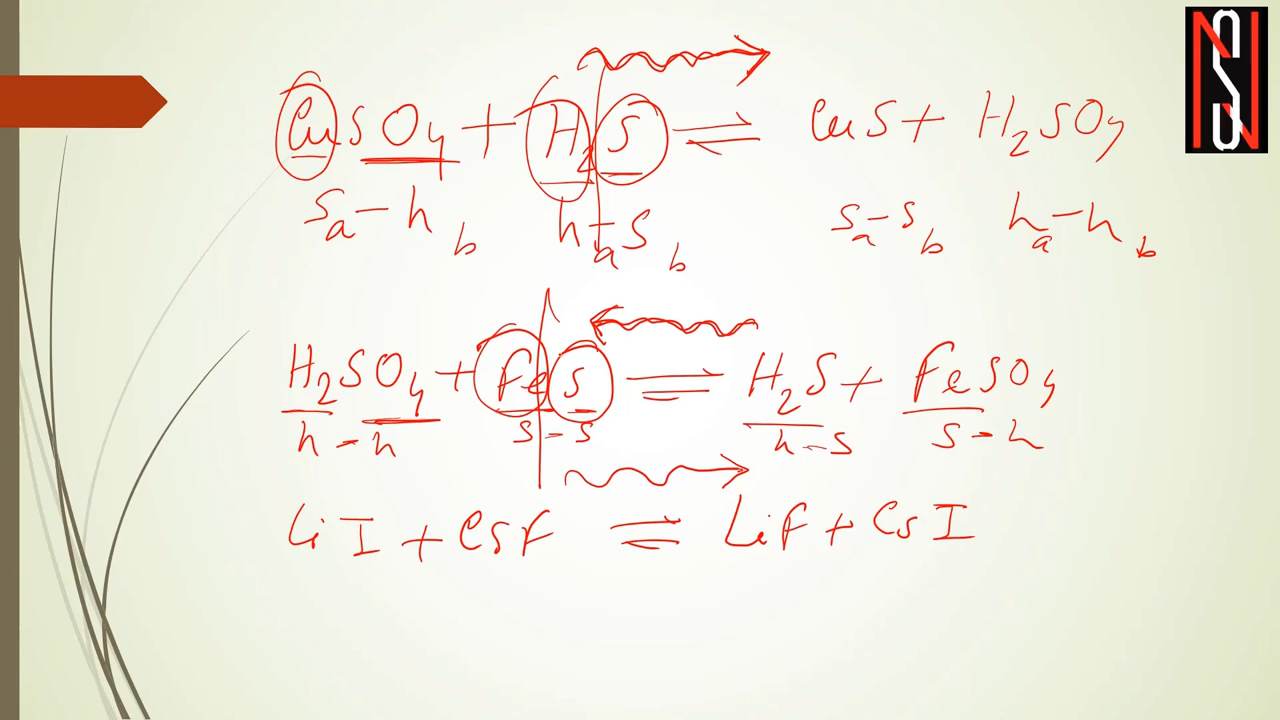 CuSO4 + H2S ⇌ CuS + H2SO4
sa-hb ha-sb sa-sb ha-hb
H2SO4 + FeS ⇌ H2S + FeSO4
h-h s-s h-s s-h
LiI + CsF ⇌ LiF + CsI